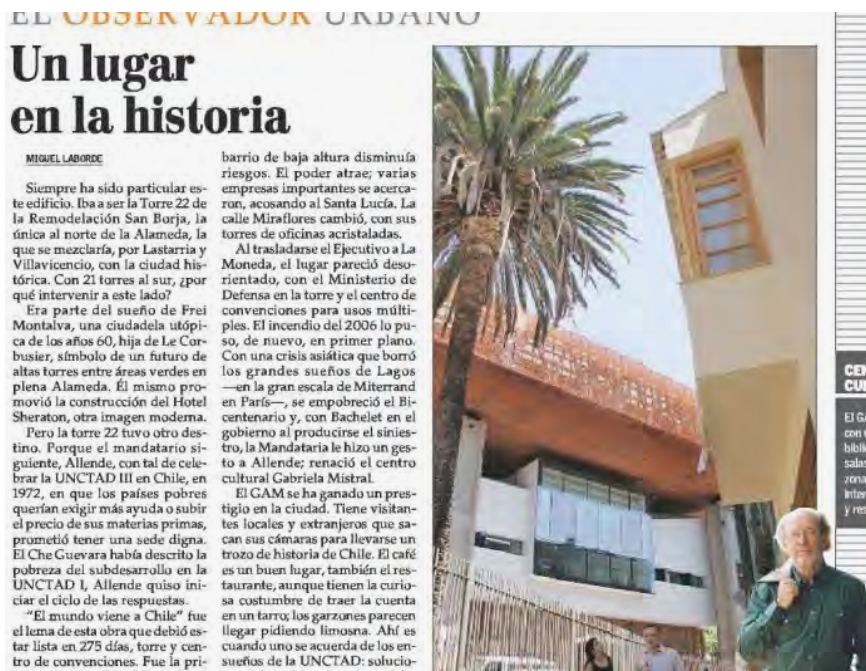 EL OBSERVADOR URBANO
Un lugar
en la historia
MIGUEL LABORDE
Siempre ha sido particular es-
te edificio. Iba a ser la Torre 22 de
la Remodelación San Borja, la
única al norte de la Alameda, la
que se mezclaría, por Lastarria y
Villavicencio, con la ciudad his-
tórica. Con 21 torres al sur, ¿por
qué intervenir a este lado?
Era parte del sueño de Frei
Montalva, una ciudadela utópi-
ca de los años 60, hija de Le Cor-
busier, símbolo de un futuro de
altas torres entre áreas verdes en
plena Alameda. Él mismo pro-
movió la construcción del Hotel
Sheraton, otra imagen moderna.
Pero la torre 22 tuvo otro des-
tino. Porque el mandatario si-
guiente, Allende, con tal de cele-
brar la UNCTAD III en Chile, en
1972, en que los países pobres
querían exigir más ayuda o subir
el precio de sus materias primas,
prometió tener una sede digna.
El Che Guevara había descrito la
pobreza del subdesarrollo en la
UNCTAD I, Allende quiso ini-
ciar el ciclo de las respuestas.
"El mundo viene a Chile" fue
el lema de esta obra que debió es-
tar lista en 275 días, torre y cen-
tro de convenciones. Fue la pri-
barrio de baja altura disminuía
riesgos. El poder atrae; varias
empresas importantes se acerca-
ron, acosando al Santa Lucía. La
calle Miraflores cambió, con sus
torres de oficinas acristaladas.
Al trasladarse el Ejecutivo a La
Moneda, el lugar pareció deso-
rientado, con el Ministerio de
Defensa en la torre y el centro de
convenciones para usos múlti-
ples. El incendio del 2006 lo pu-
so, de nuevo, en primer plano.
Con una crisis asiática que borró
los grandes sueños de Lagos
—en la gran escala de Miterrand
en París—, se empobreció el Bi-
centenario y, con Bachelet en el
gobierno al producirse el sinies-
tro, la Mandataria le hizo un ges-
to a Allende; renació el centro
cultural Gabriela Mistral.
El GAM se ha ganado un pres-
tigio en la ciudad. Tiene visitan-
tes locales y extranjeros que sa-
can sus cámaras para llevarse un
trozo de historia de Chile. El café
es un buen lugar, también el res-
taurante, aunque tienen la curio-
sa costumbre de traer la cuenta
en un tarro; los garzones parecen
llegar pidiendo limosna. Ahí es
cuando uno se acuerda de los en-
sueños de la UNCTAD: solucio-
CEN
CUL
El GA
con
bibli
salas
zona
inter
y res